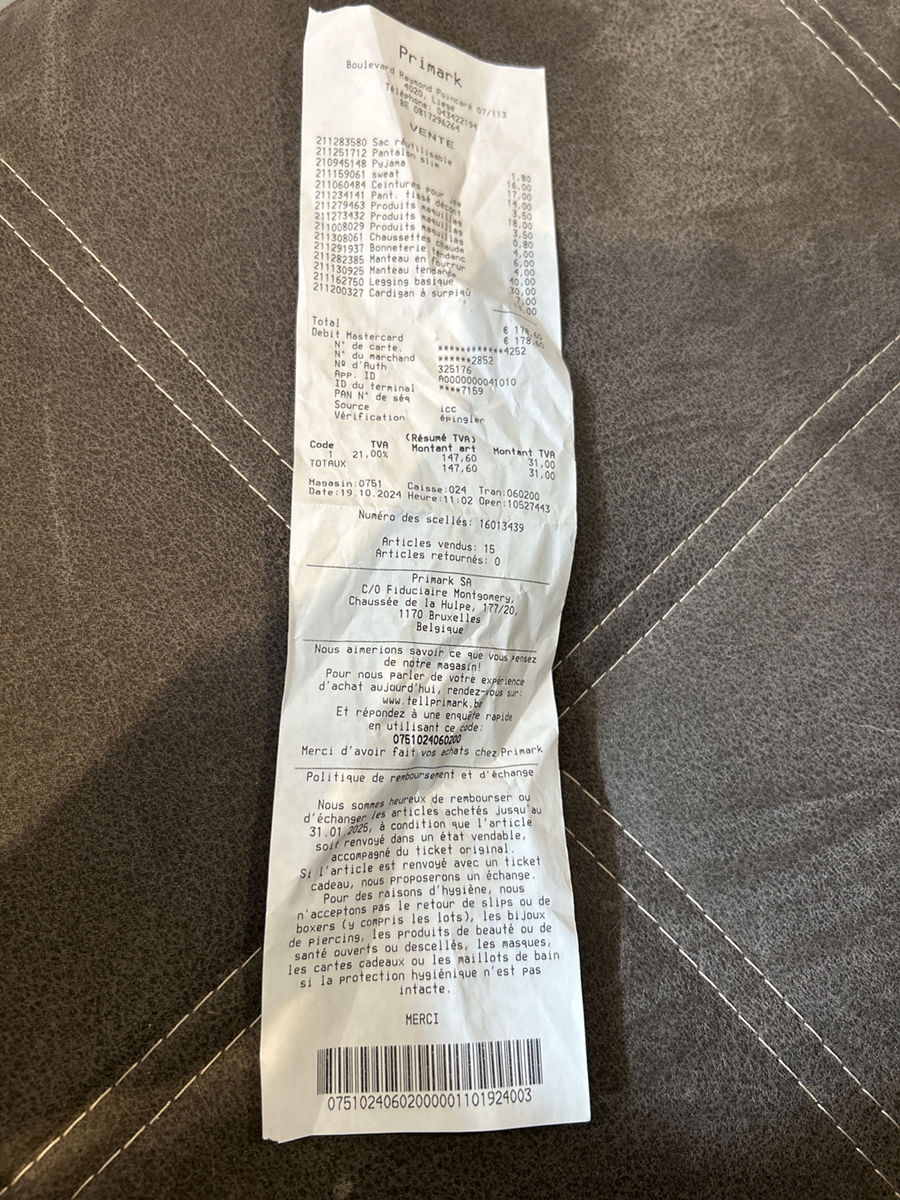 Primark
Boulevard Raymond Poincaré 07/113
4020, Liege
Téléphone: 043422194
BE 0817296264
VENTE
211283580 Sac réutilisable 1,80
211251712 Pantalon slim 16,00
210945148 Pyjama 17,00
211159061 sweat 14,00
211060484 Ceintures pour 3,50
211234141 Pant. tissé décont 18,00
211279463 Produits maquillag 3,50
211273432 Produits maquillag 0,80
211008029 Produits maquillag 4,00
211308061 Chaussettes chaude 6,00
211291937 Bonneterie tendanc 4,00
211282385 Manteau en fourrur 40,00
211130925 Manteau tendance 30,00
211162750 Legging basique 7,00
211200327 Cardigan à surpiqû
Total € 178,60
Debit Mastercard € 178,60
N° de carte. ************4252
N° du marchand ******2852
Nº d'Auth 325176
App. ID A0000000041010
ID du terminal ****7159
PAN N° de séq
Source icc
Vérification épingler
(Résumé TVA)
Code TVA Montant art Montant TVA
1 21,00% 147,60 31,00
TOTAUX 147,60 31,00
Magasin:0751 Caisse:024 Tran:060200
Date:19.10.2024 Heure:11:02 Oper:10527443
Numéro des scellés: 16013439
Articles vendus: 15
Articles retournés: 0
Primark SA
C/O Fiduciaire Montgomery,
Chaussée de la Hulpe, 177/20,
1170 Bruxelles
Belgique
Nous aimerions savoir ce que vous pensez
de notre magasin!
Pour nous parler de votre expérience
d'achat aujourd'hui, rendez-vous sur:
www.tellprimark.be
Et répondez à une enquête rapide
en utilisant ce code:
0751024060200
Merci d'avoir fait vos achats chez Primark
Politique de remboursement et d'échange
Nous sommes heureux de rembourser ou
d'échanger les articles achetés jusqu'au
31.01.2025, à condition que l'article
soit renvoyé dans un état vendable,
accompagné du ticket original.
Si l'article est renvoyé avec un ticket
cadeau, nous proposerons un échange.
Pour des raisons d'hygiène, nous
n'acceptons pas le retour de slips ou de
boxers (y compris les lots), les bijoux
de piercing, les produits de beauté ou de
santé ouverts ou descellés, les masques,
les cartes cadeaux ou les maillots de bain
si la protection hygiénique n'est pas
intacte.
MERCI
07510240602000001101924003